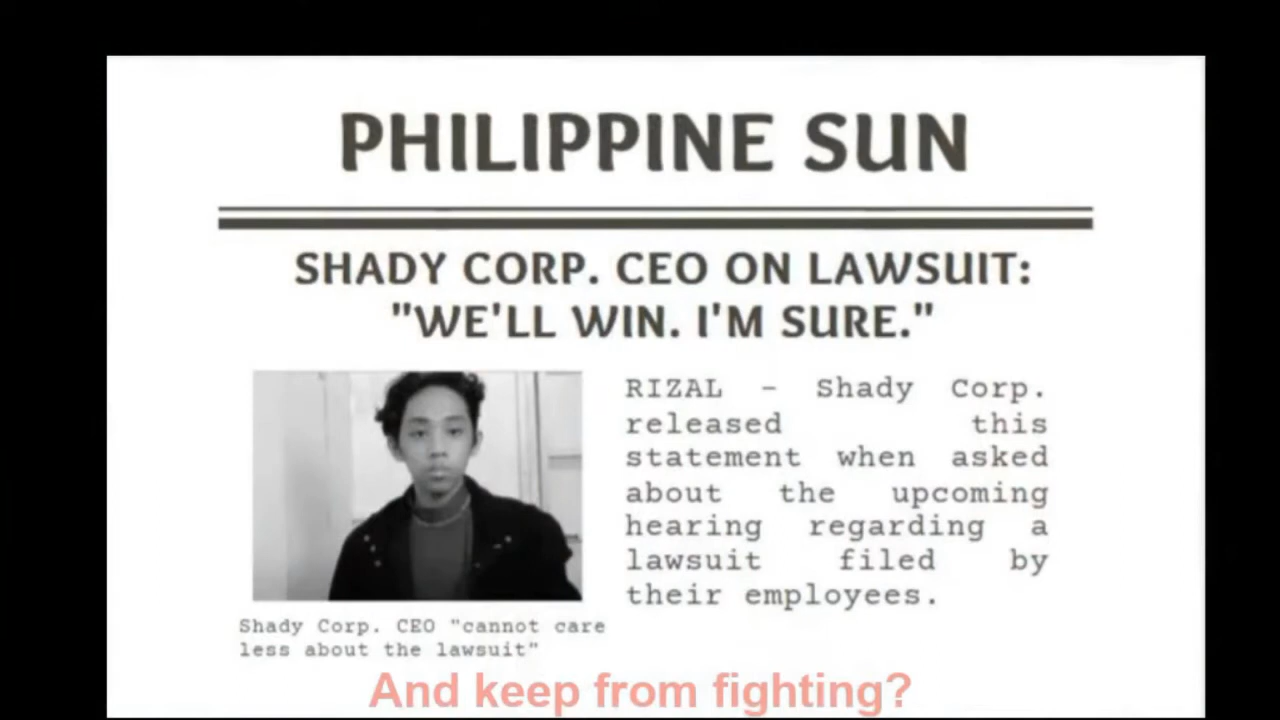 PHILIPPINE SUN
SHADY CORP. CEO ON LAWSUIT:
"WE'LL WIN. I'M SURE."
RIZAL – Shady Corp.
released this
statement when asked
about the upcoming
hearing regarding a
lawsuit filed by
their employees.
Shady Corp. CEO "cannot care
less about the lawsuit"
And keep from fighting?